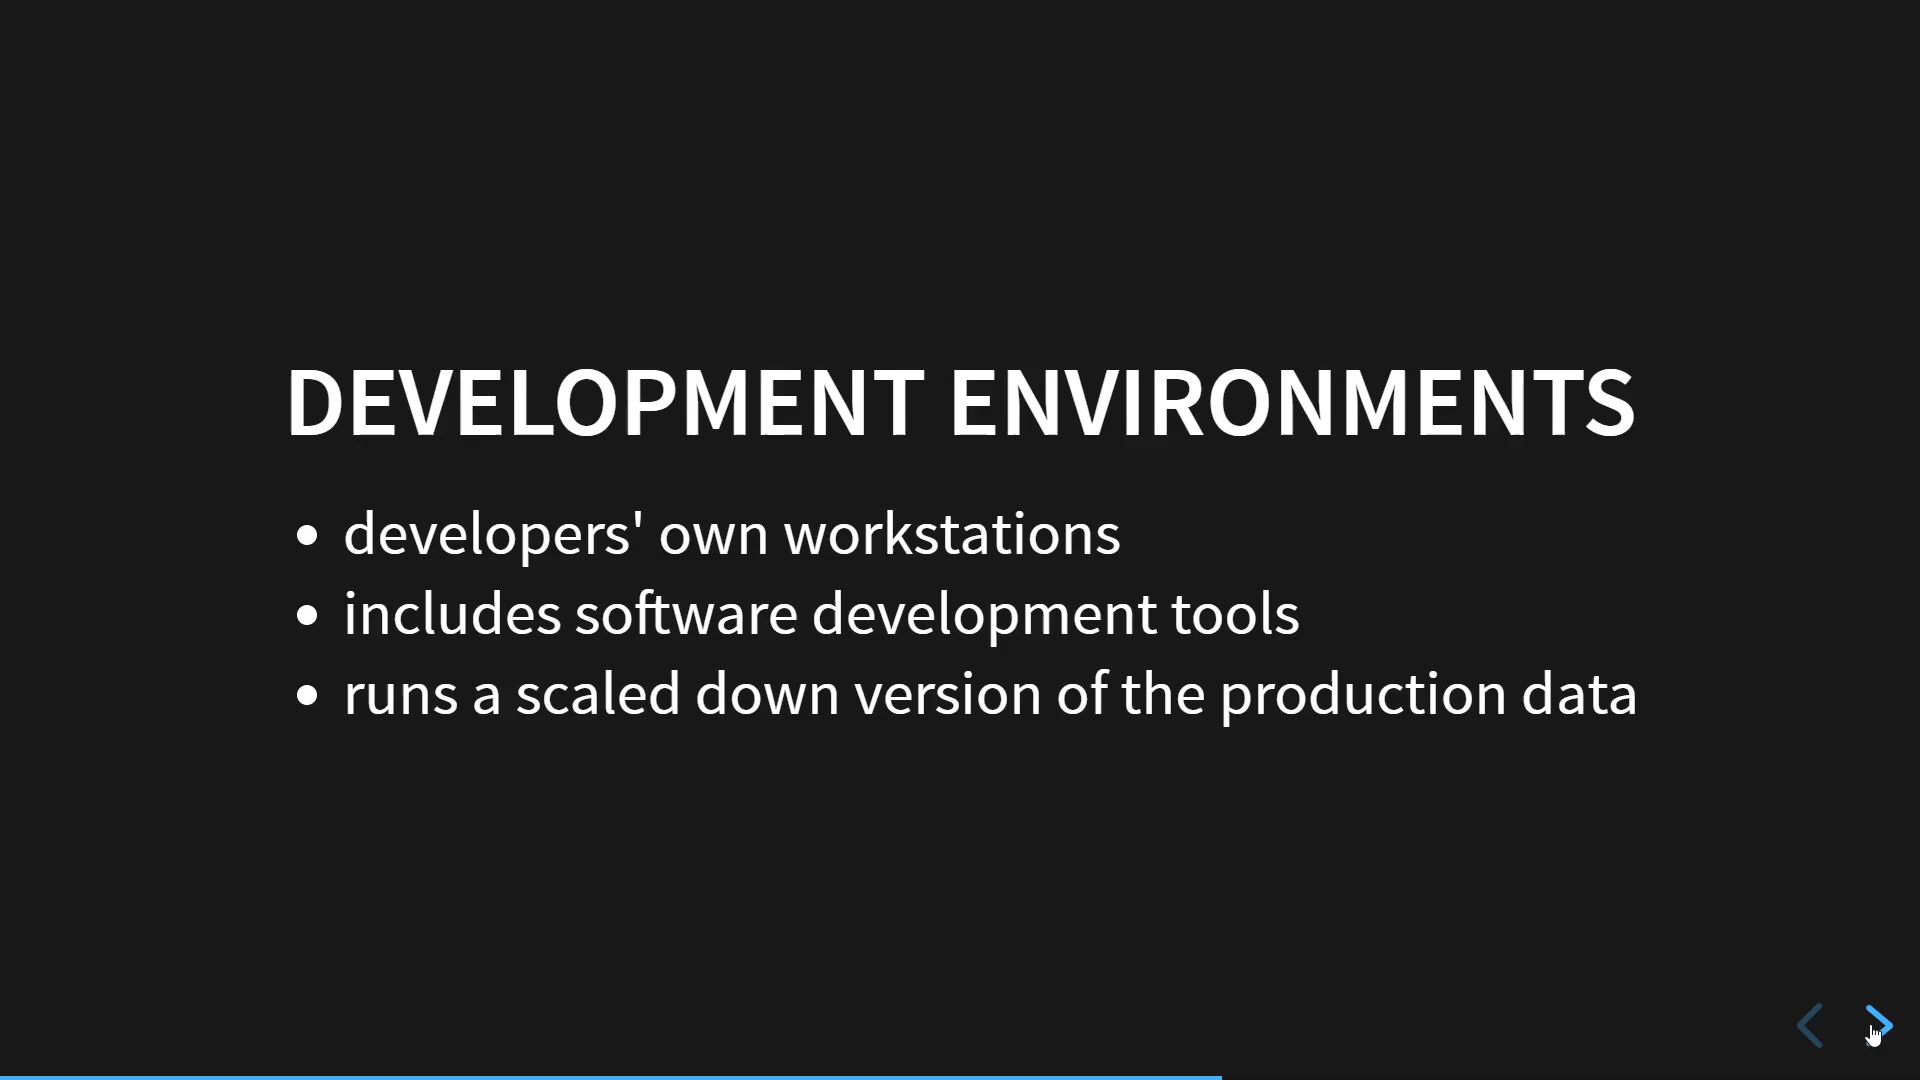 DEVELOPMENT ENVIRONMENTS
developers' own workstations
includes software development tools
runs a scaled down version of the production data